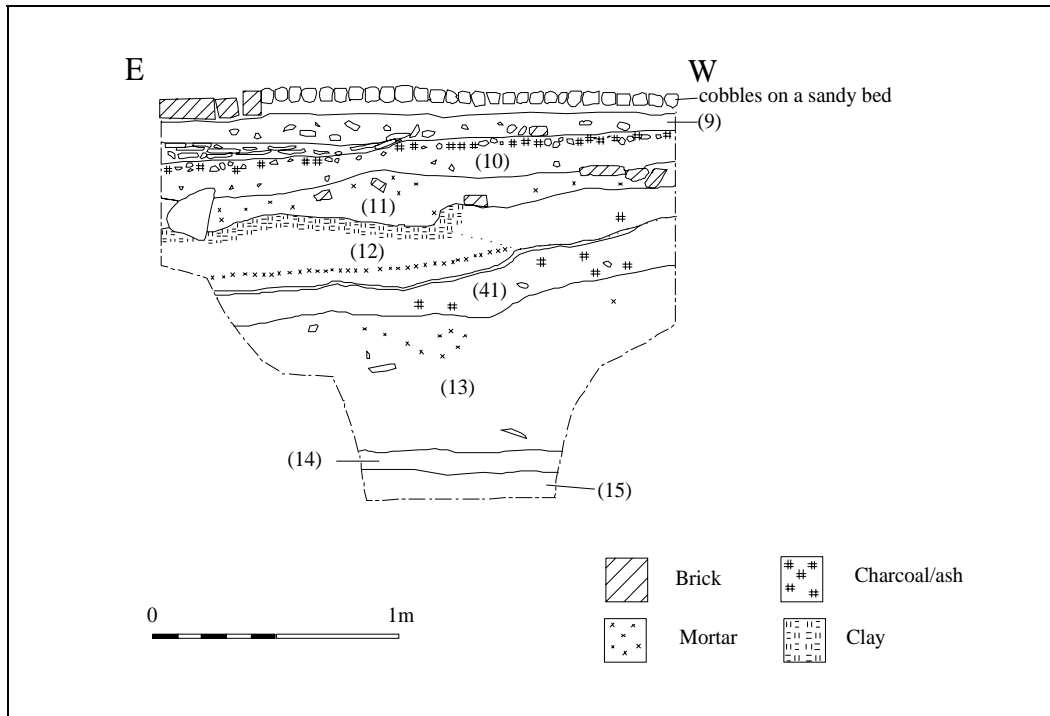 E
W
cobbles on a sandy bed
(9)
(10)
(11)
(12)
(41)
(13)
(14)
(15)
Brick
Charcoal/ash
0
1m
Mortar
Clay